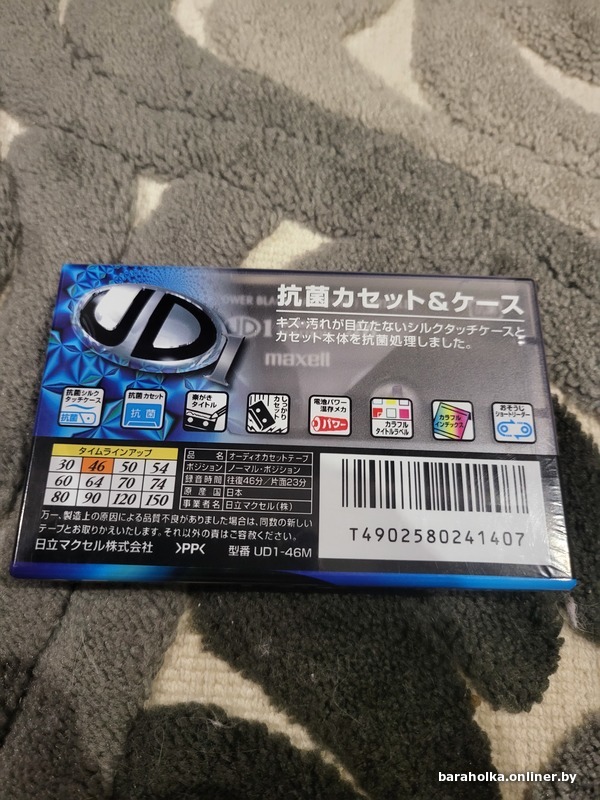 OWER BLA
抗菌カセット&ケース
キズ・汚れが目立たないシルクタッチケースと
カセット本体を抗菌処理しました。
UD I
UD1
maxell
抗菌シルク
タッチケース
抗菌
抗菌カセット
抗菌
楽がき
タイトル
しっかり
カセット
電池パワー
温存メカ
パワー
カラフル
タイトルラベル
カラフル
インデックス
おそうじ
ショートリーダー
タイムラインアップ
30 46 50 54
60 64 70 74
80 90 120 150
品 名 オーディオカセットテープ
ポジション ノーマル・ポジション
録音時間 往復46分/片面23分
原産国 日本
事業者名 日立マクセル(株)
万一、製造上の原因による品質不良がありました場合は、同数の新しい
テープとお取りかえいたします。それ以外の責はご容赦ください。
日立マクセル株式会社 >PP< 型番 UD1-46M
T4902580241407
baraholka.onliner.by